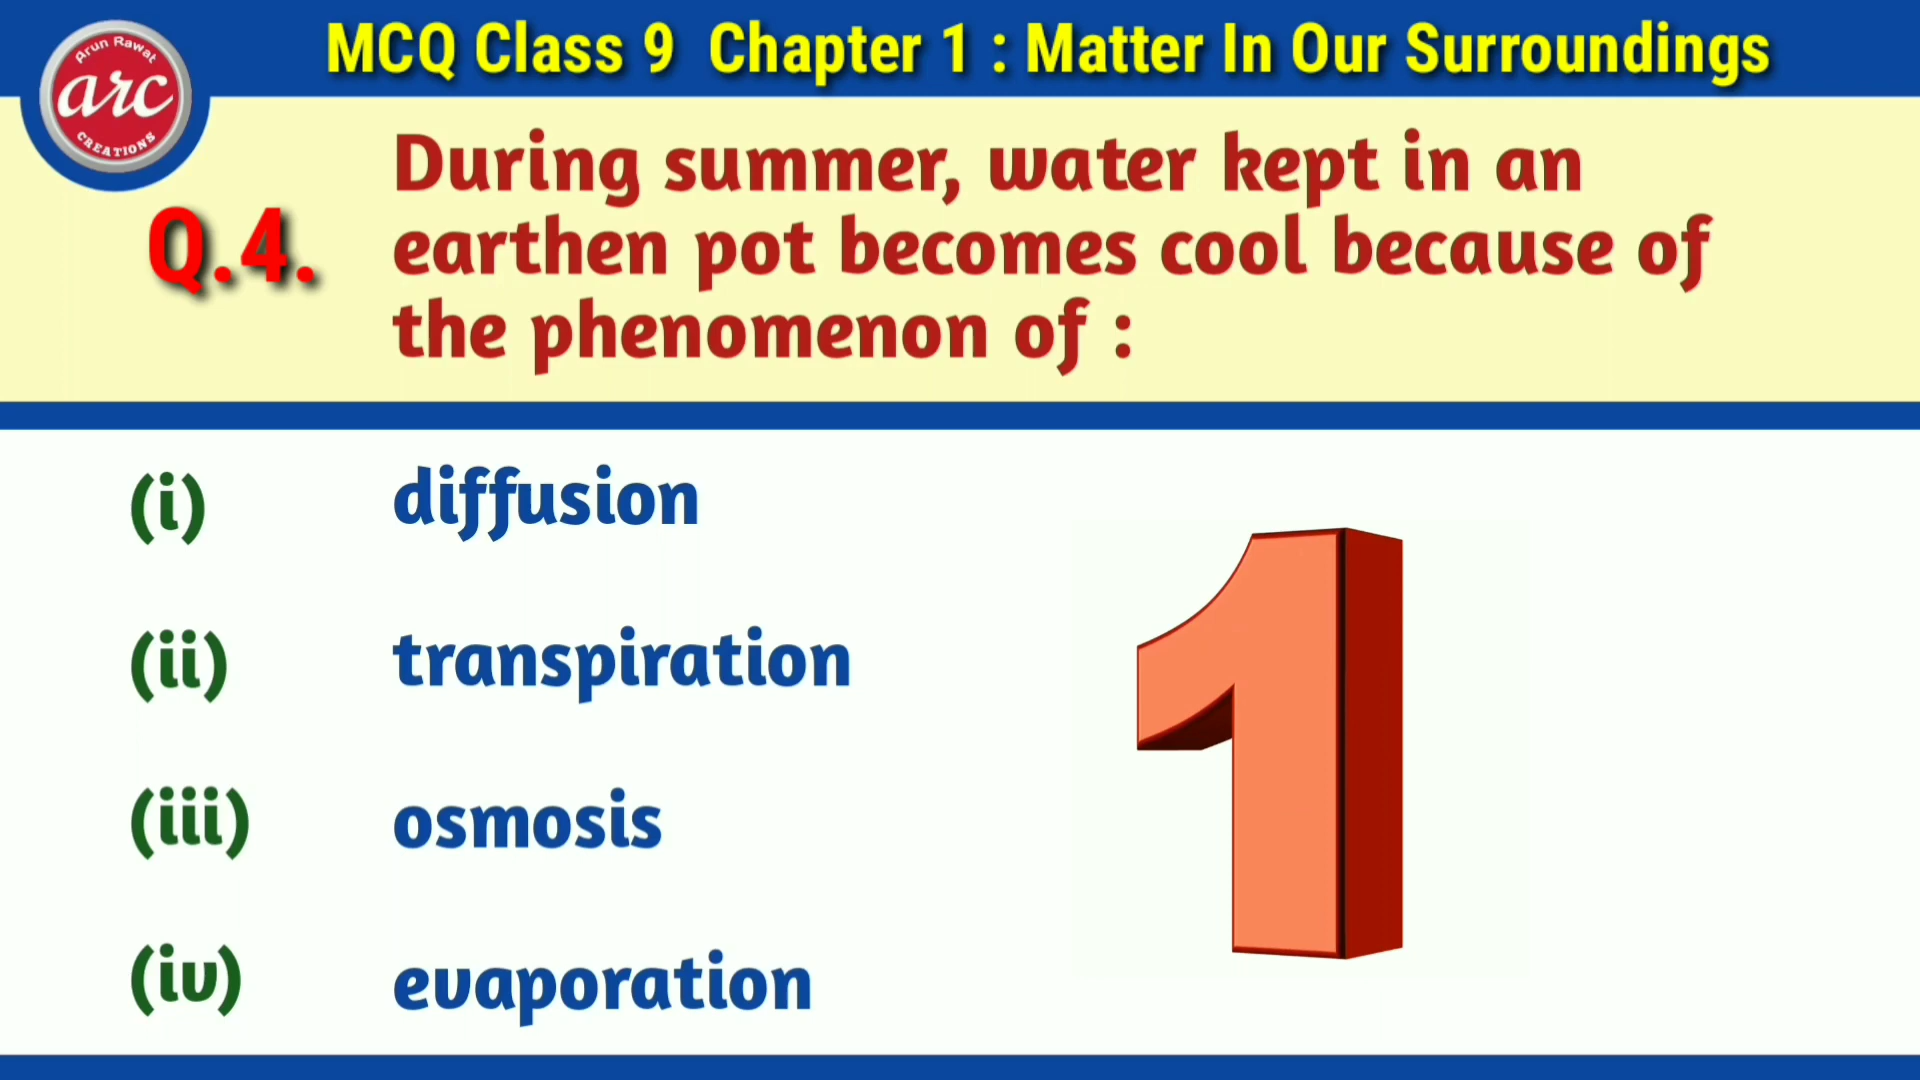 MCQ Class 9 Chapter 1 : Matter In Our Surroundings
Arun Rawat
arc
CREATIONS
Q.4.
During summer, water kept in an
earthen pot becomes cool because of
the phenomenon of :
(i) diffusion
(ii) transpiration
(iii) osmosis
(iv) evaporation
1